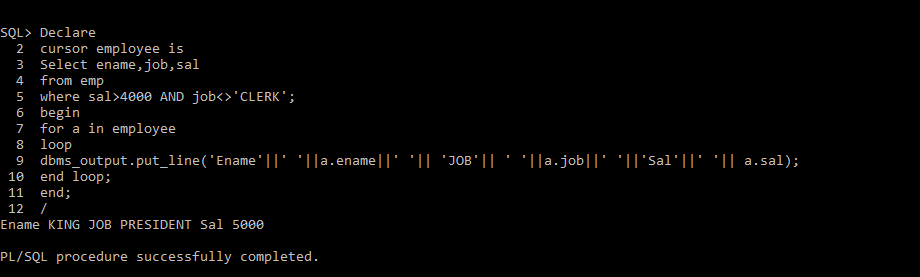 SQL> Declare
2 cursor employee is
3 Select ename,job,sal
4 from emp
5 where sal>4000 AND job<>'CLERK';
6 begin
7 for a in employee
8 loop
9 dbms_output.put_line('Ename'||' '||a.ename||' '|| 'JOB'|| ' '||a.job||' '||'Sal'||' '|| a.sal);
10 end loop;
11 end;
12 /
Ename KING JOB PRESIDENT Sal 5000
PL/SQL procedure successfully completed.